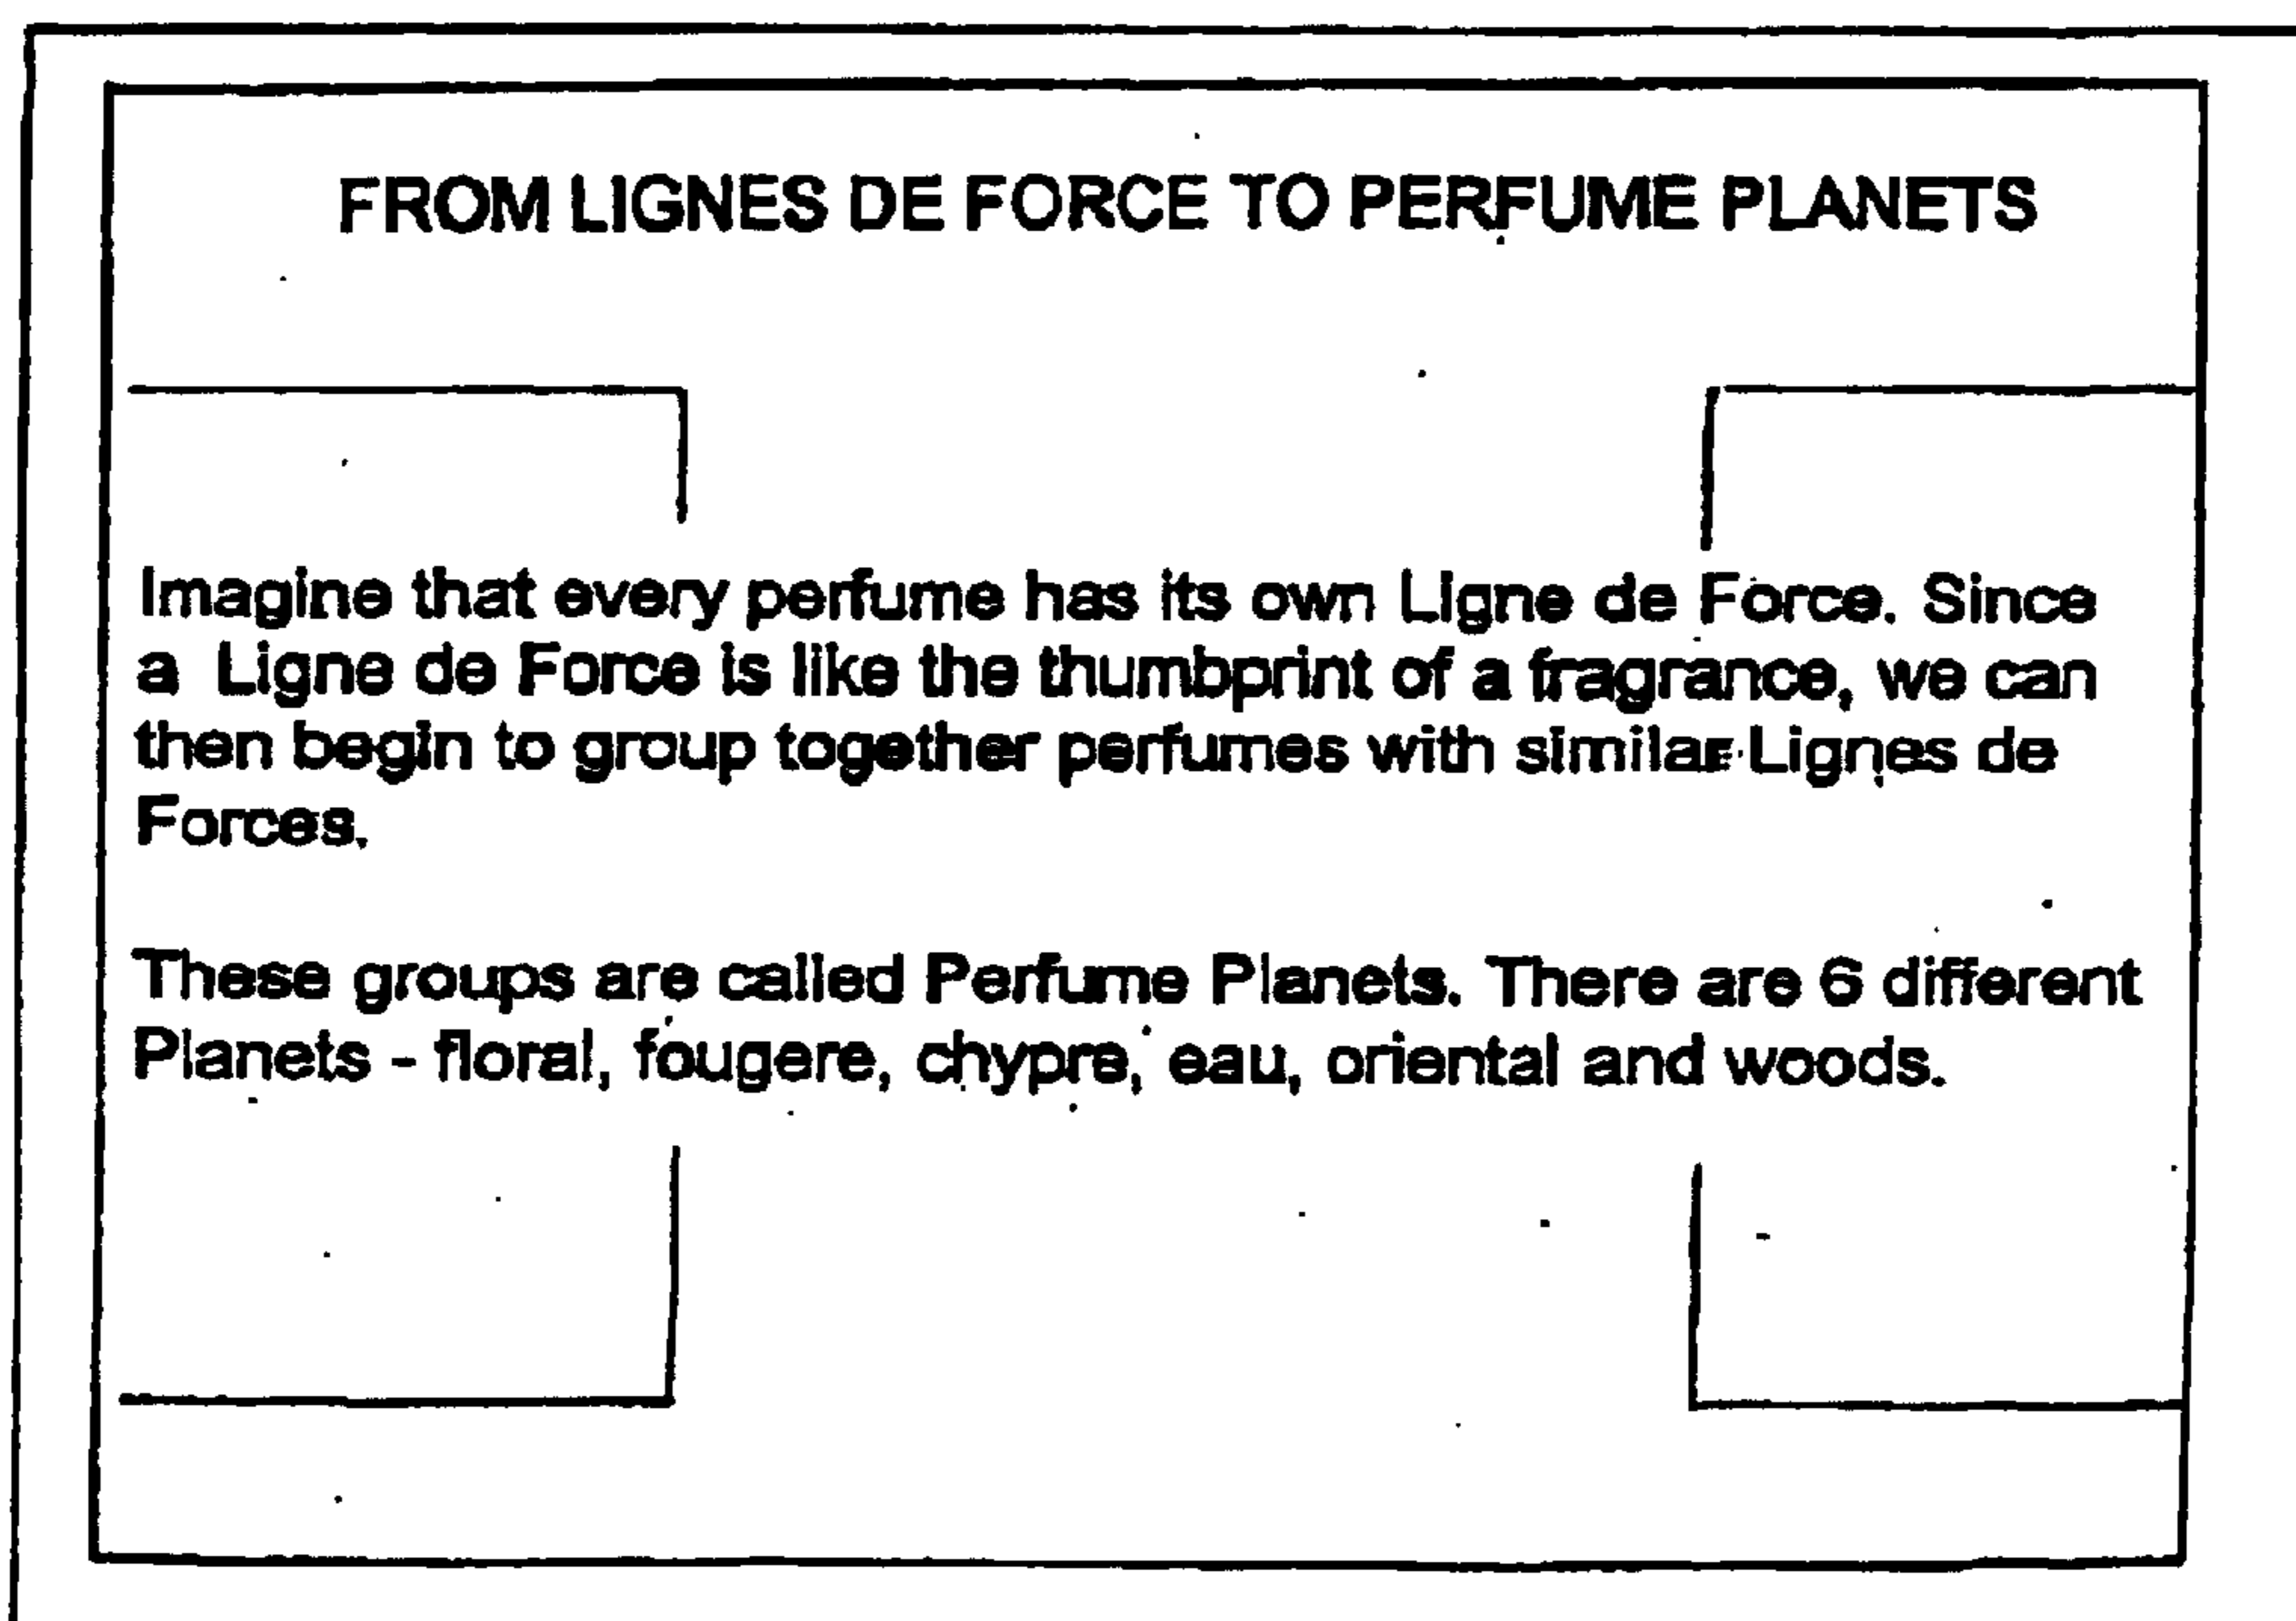 FROM LIGNES DE FORCE TO PERFUME PLANETS
Imagine that every perfume has its own Ligne de Force. Since
a Ligne de Force is like the thumbprint of a fragrance, we can
then begin to group together perfumes with similar Lignes de
Forces.
These groups are called Perfume Planets. There are 6 different
Planets - floral, fougere, chypre, eau, oriental and woods.